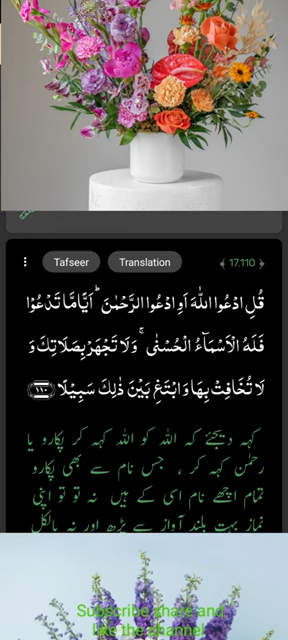 Tafseer
Translation
17.110
قُلِ ادْعُوا اللّٰهَ اَوِ ادْعُوا الرَّحْمٰنَ ؕ اَیًّا مَّا تَدْعُوْا
فَلَهُ الْاَسْمَآءُ الْحُسْنٰی ۚ وَ لَا تَجْهَرْ بِصَلَاتِكَ وَ
لَا تُخَافِتْ بِهَا وَ ابْتَغِ بَیْنَ ذٰلِكَ سَبِیْلًا ﴿۱۱۰﴾
کہہ دیجئے کہ اللہ کو اللہ کہہ کر پکارو یا
رحمٰن کہہ کر ، جس نام سے بھی پکارو
تمام اچھے نام اسی کے ہیں نہ تو تو اپنی
نماز بہت بلند آواز سے پڑھ اور نہ بالکل
Subscribe share and
like the channel